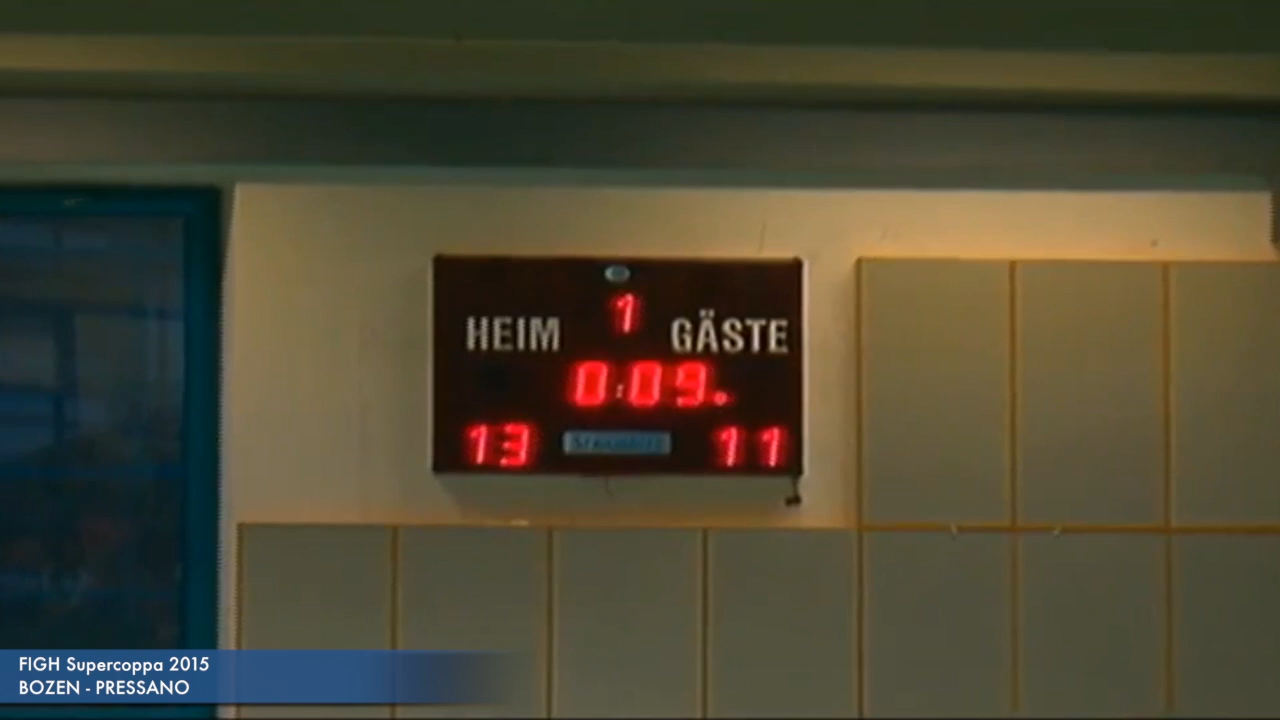 1
HEIM GÄSTE
0:09.
13 11
FIGH Supercoppa 2015
BOZEN - PRESSANO